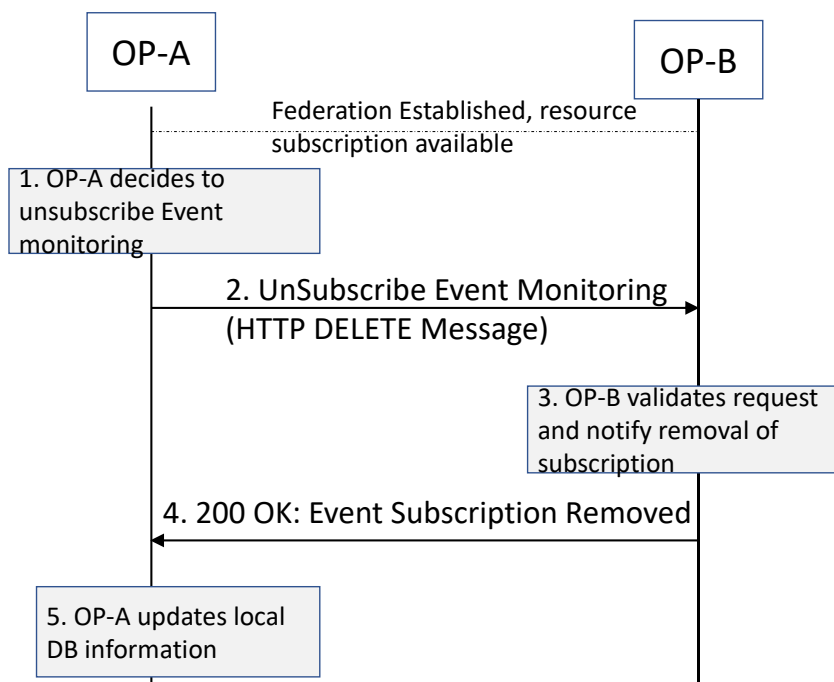 OP-A
OP-B
Federation Established, resource
subscription available
1. OP-A decides to
unsubscribe Event
monitoring
2. UnSubscribe Event Monitoring
(HTTP DELETE Message)
3. OP-B validates request
and notify removal of
subscription
4. 200 OK: Event Subscription Removed
5. OP-A updates local
DB information